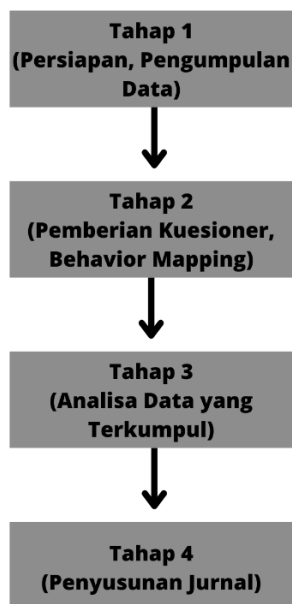 Tahap 1
(Persiapan, Pengumpulan
Data)
Tahap 2
(Pemberian Kuesioner,
Behavior Mapping)
Tahap 3
(Analisa Data yang
Terkumpul)
Tahap 4
(Penyusunan Jurnal)